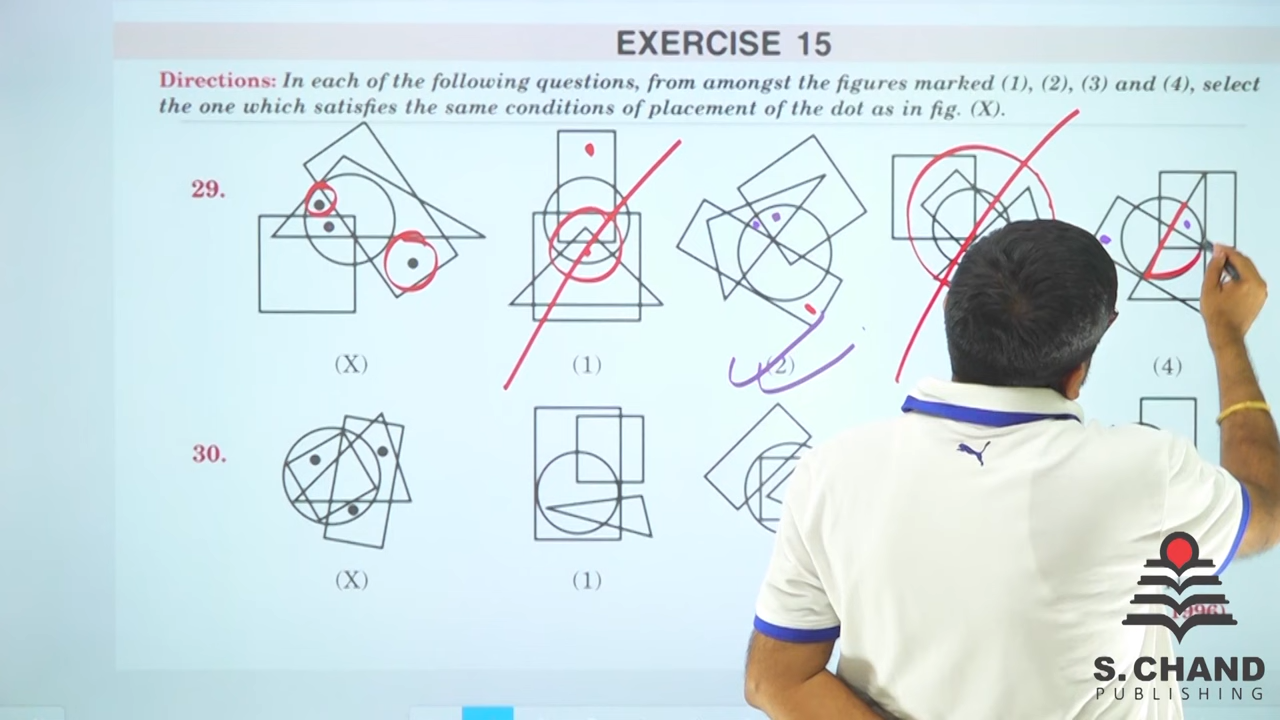 EXERCISE 15
Directions: In each of the following questions, from amongst the figures marked (1), (2), (3) and (4), select
the one which satisfies the same conditions of placement of the dot as in fig. (X).
29.
(X)
(1)
(2)
(4)
30.
(X)
(1)
1996)
S. CHAND
PUBLISHING